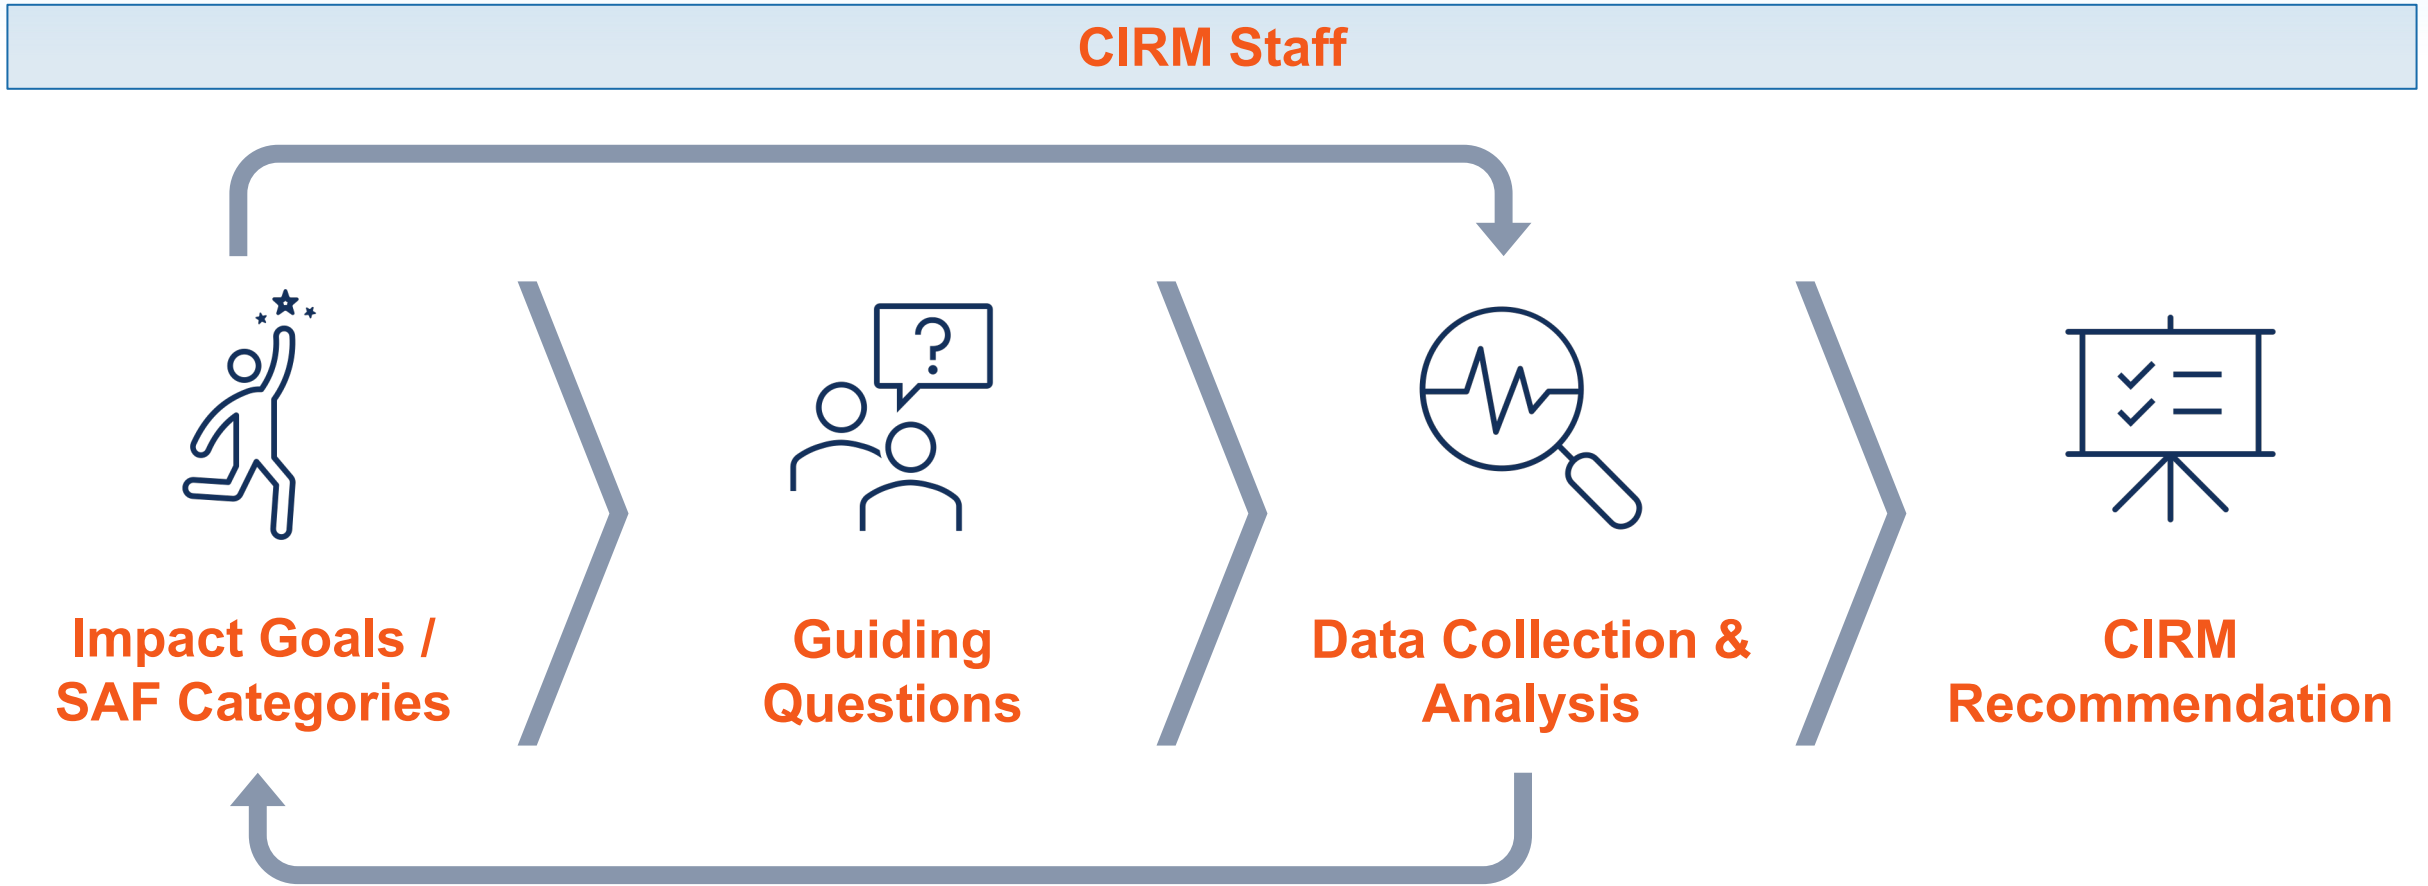 CIRM Staff
?
Impact Goals /
SAF Categories
Guiding
Questions
Data Collection &
Analysis
CIRM
Recommendation